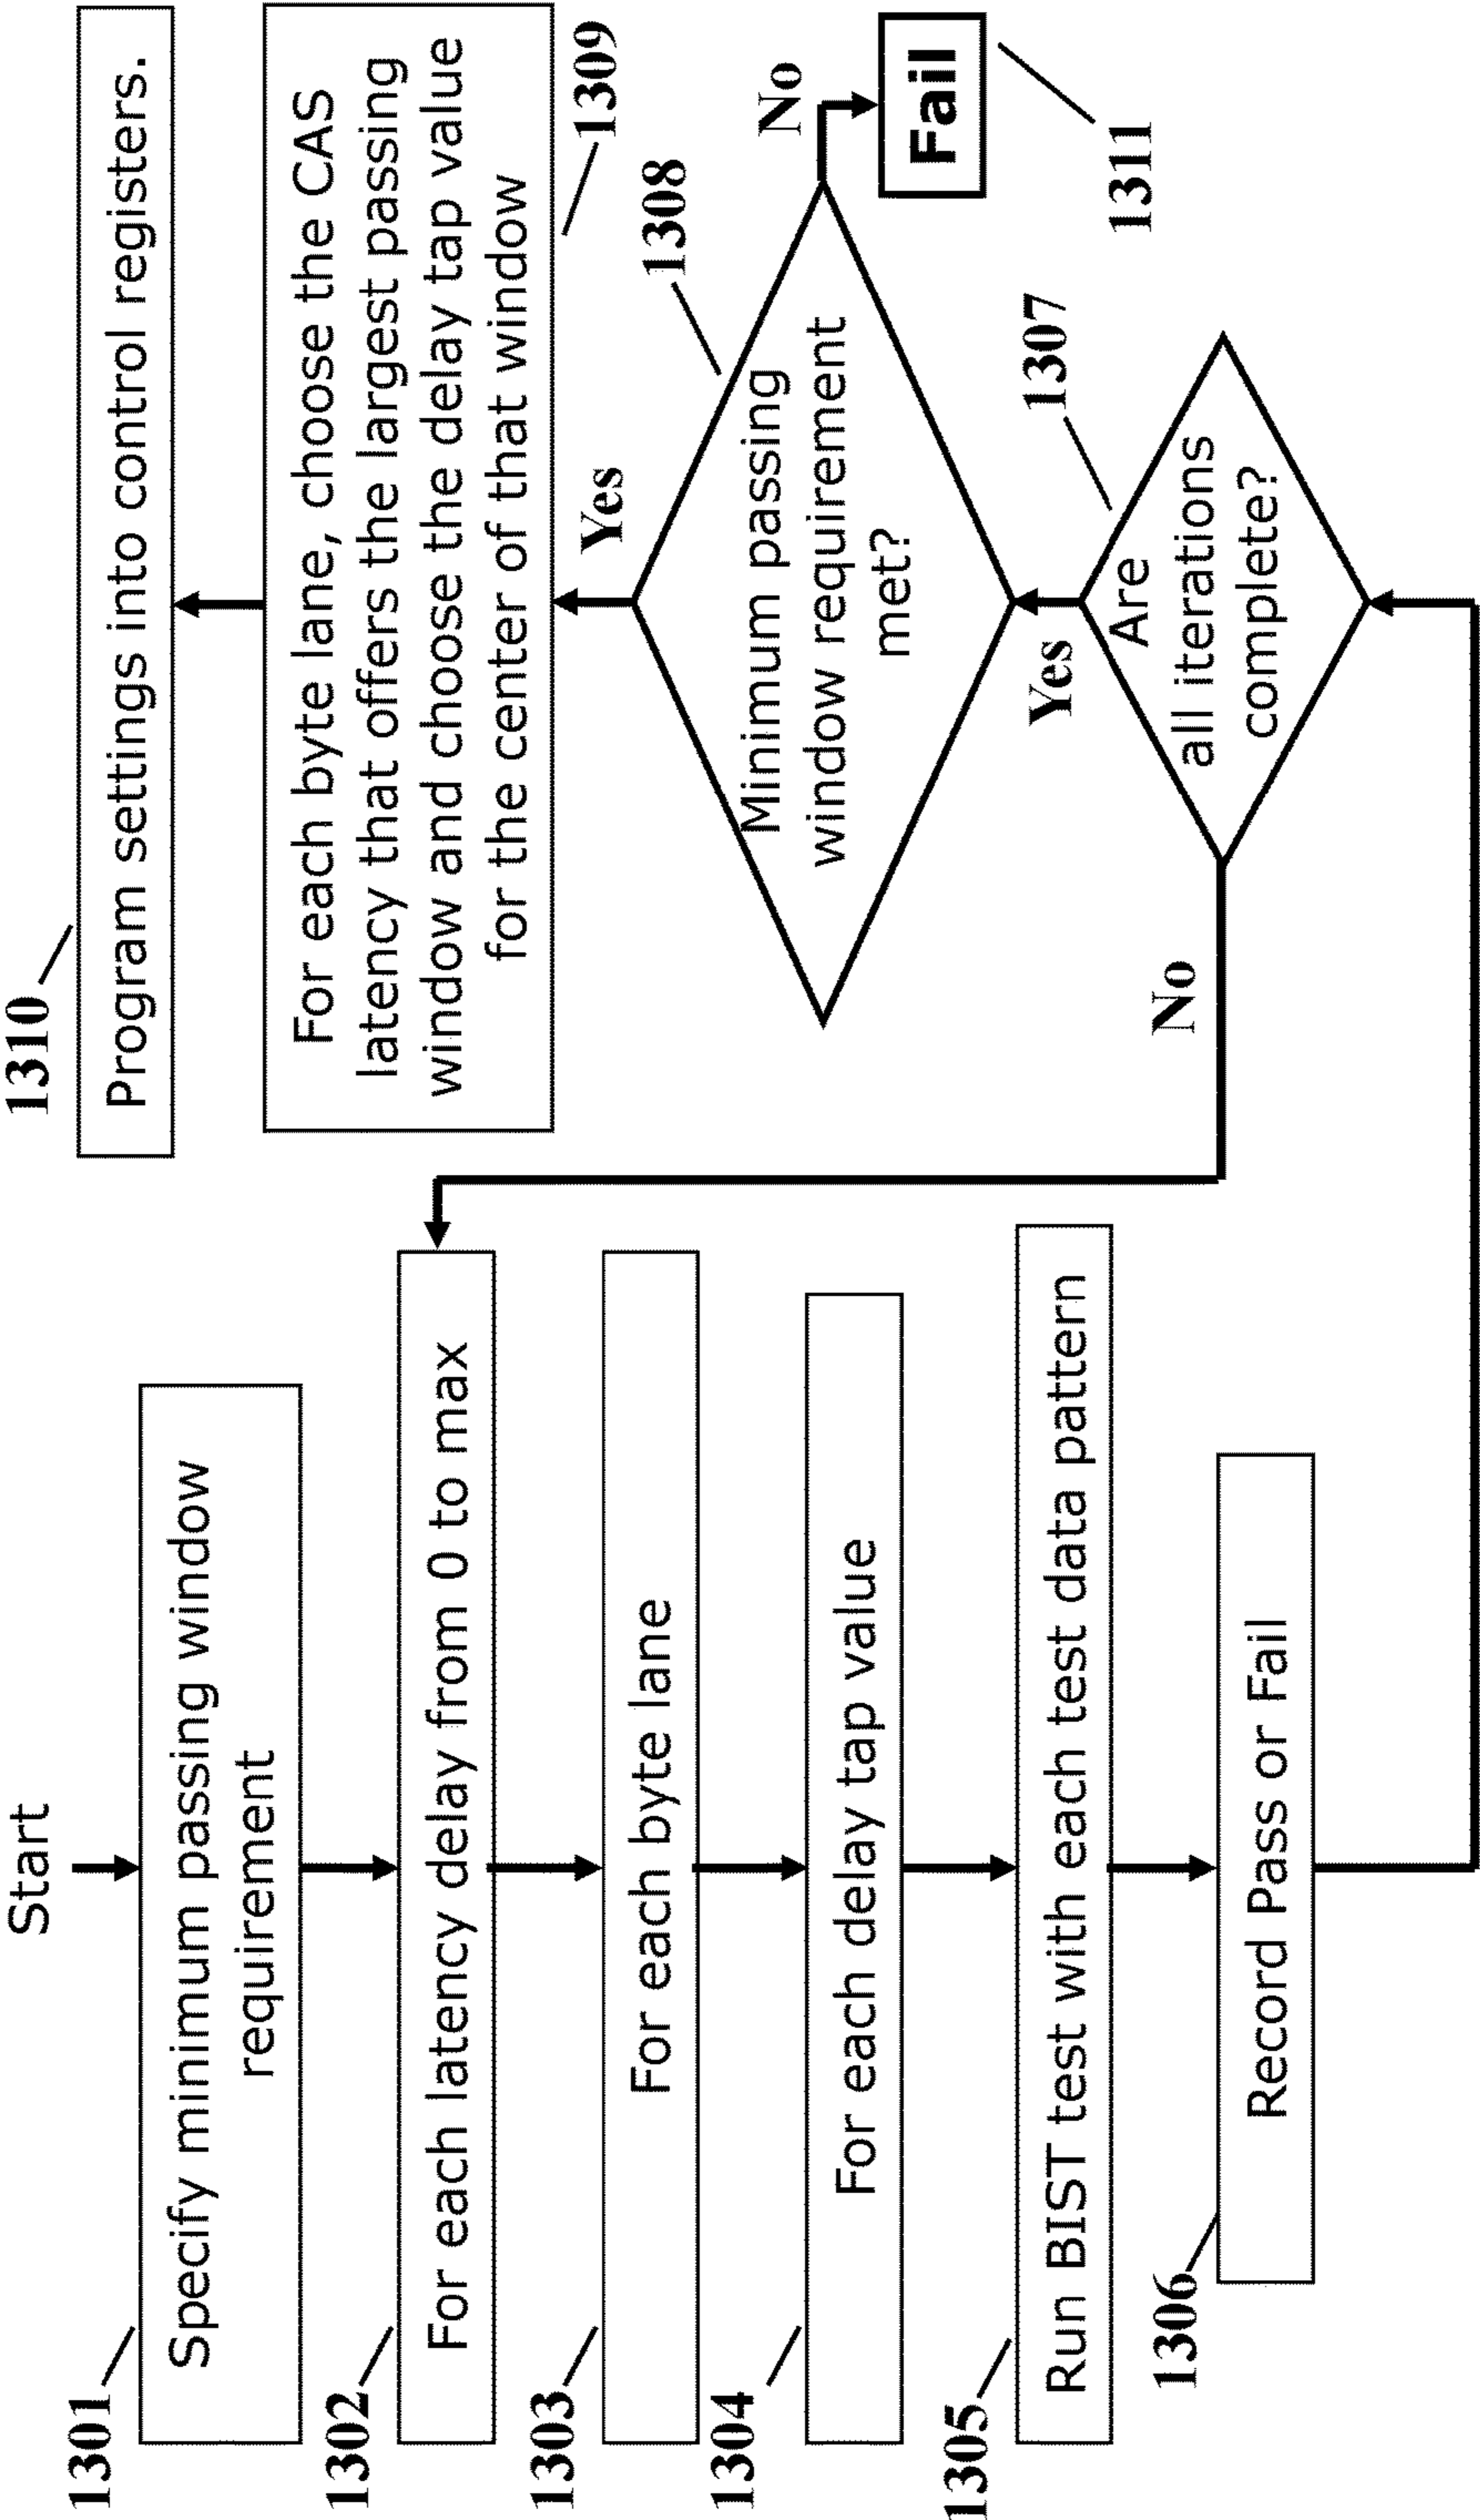 Start
1301
Specify minimum passing window
requirement
1302
For each latency delay from 0 to max
1303
For each byte lane
1304
For each delay tap value
1305
Run BIST test with each test data pattern
1306
Record Pass or Fail
1310
Program settings into control registers.
For each byte lane, choose the CAS
latency that offers the largest passing
window and choose the delay tap value
for the center of that window
1309
Yes
1308
Minimum passing
window requirement
met?
No
Fail
1311
Yes
1307
Are
all iterations
complete?
No